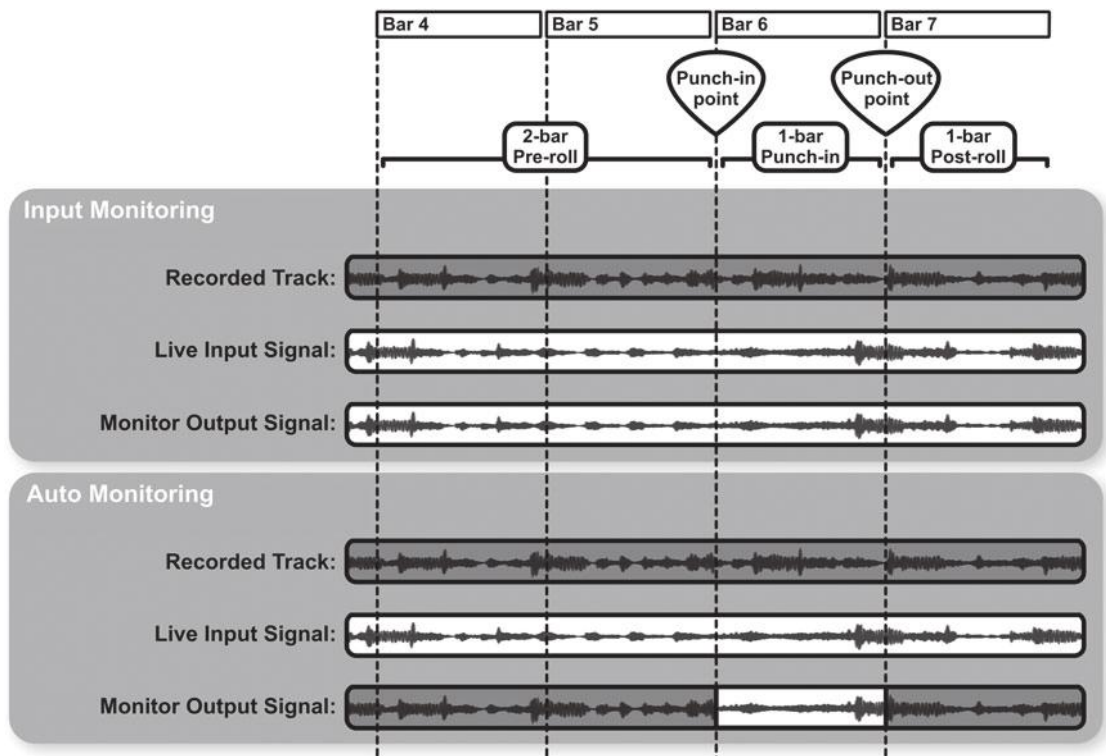 Bar 4
Bar 5
Bar 6
Bar 7
Punch-in
point
Punch-out
point
2-bar
Pre-roll
1-bar
Punch-in
1-bar
Post-roll
Input Monitoring
Recorded Track:
Live Input Signal:
Monitor Output Signal:
Auto Monitoring
Recorded Track:
Live Input Signal:
Monitor Output Signal: